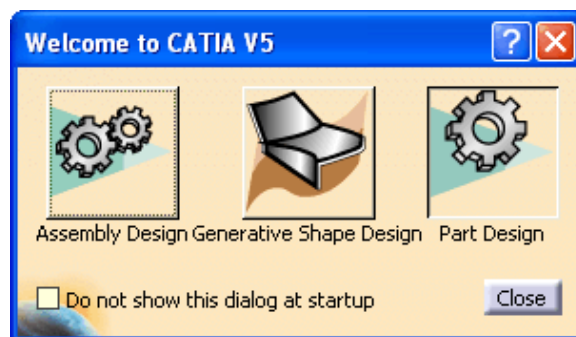 Welcome to CATIA V5
Assembly Design Generative Shape Design Part Design
Do not show this dialog at startup Close